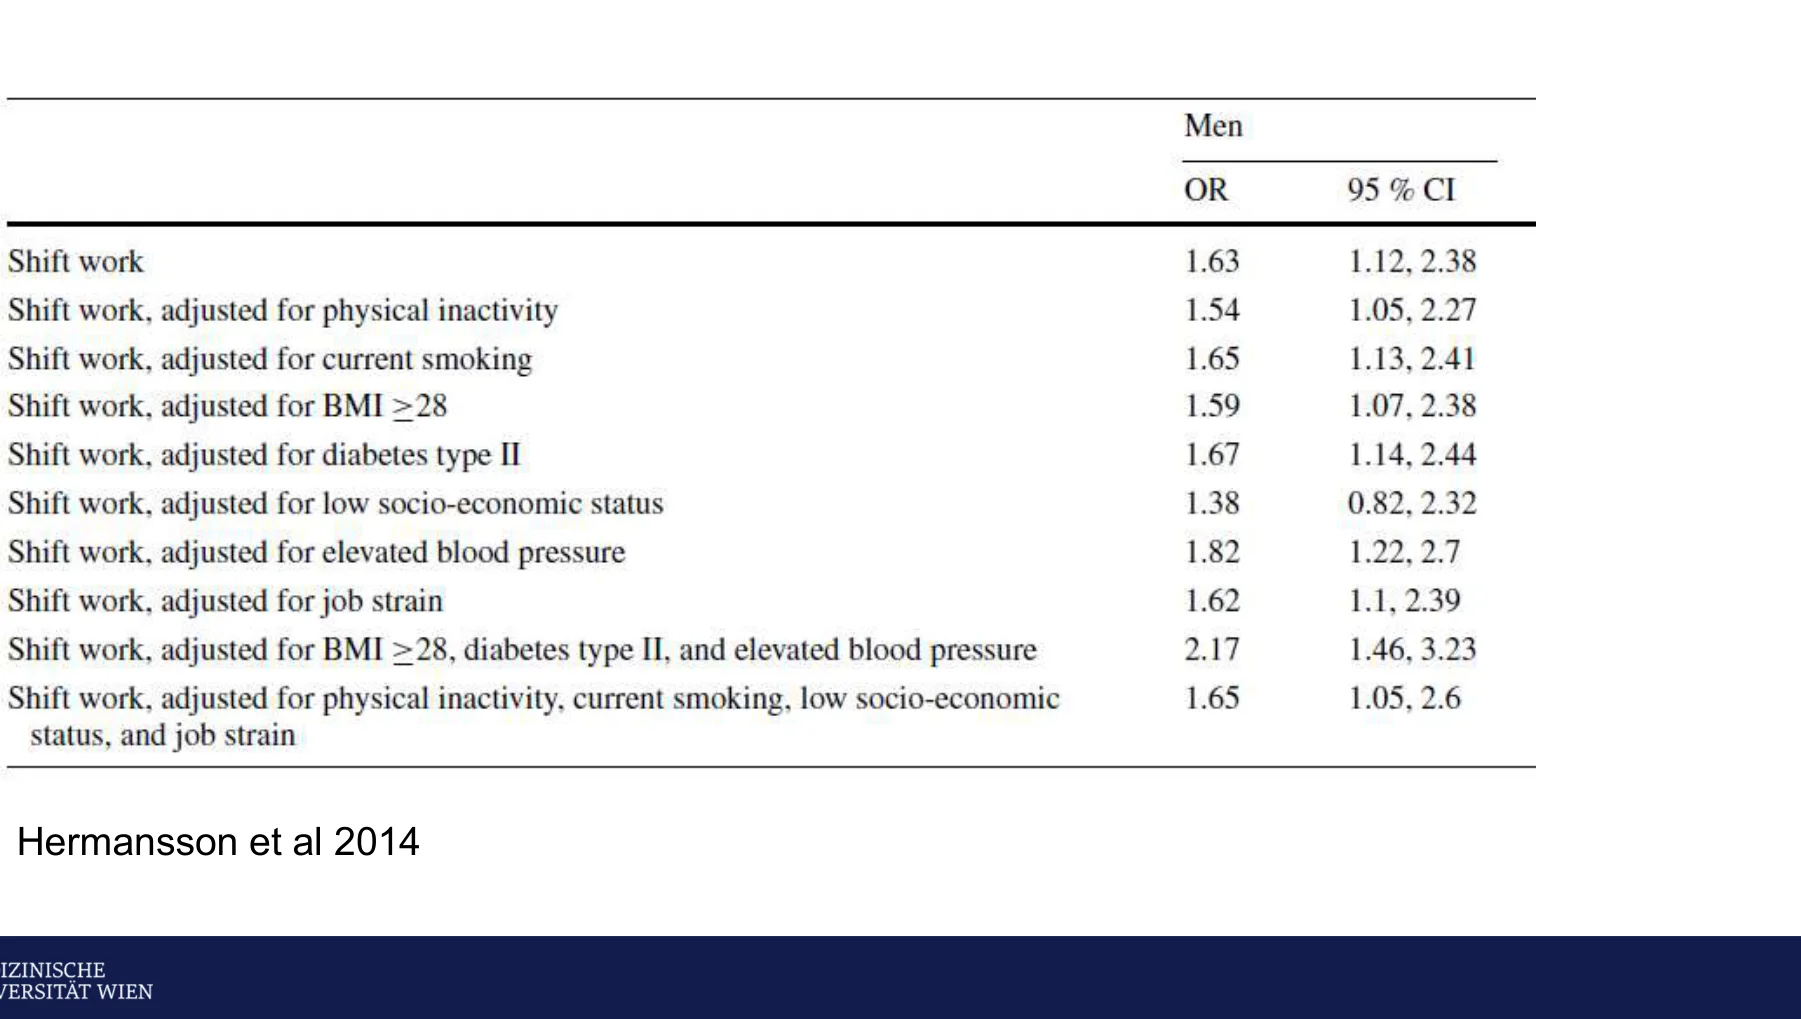 Men
OR 95 % CI
Shift work 1.63 1.12, 2.38
Shift work, adjusted for physical inactivity 1.54 1.05, 2.27
Shift work, adjusted for current smoking 1.65 1.13, 2.41
Shift work, adjusted for BMI ≥28 1.59 1.07, 2.38
Shift work, adjusted for diabetes type II 1.67 1.14, 2.44
Shift work, adjusted for low socio-economic status 1.38 0.82, 2.32
Shift work, adjusted for elevated blood pressure 1.82 1.22, 2.7
Shift work, adjusted for job strain 1.62 1.1, 2.39
Shift work, adjusted for BMI ≥28, diabetes type II, and elevated blood pressure 2.17 1.46, 3.23
Shift work, adjusted for physical inactivity, current smoking, low socio-economic 1.65 1.05, 2.6
status, and job strain
Hermansson et al 2014
IZINISCHE
VERSITÄT WIEN